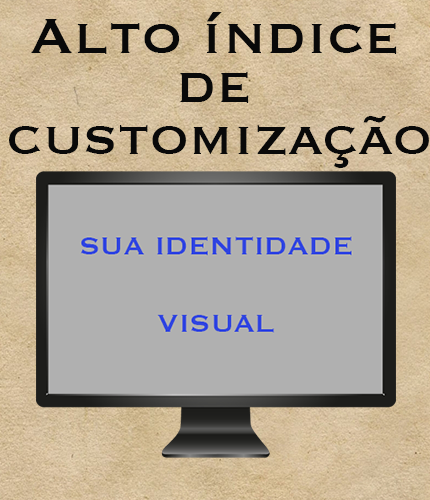 Alto índice
de
customização
sua identidade
visual